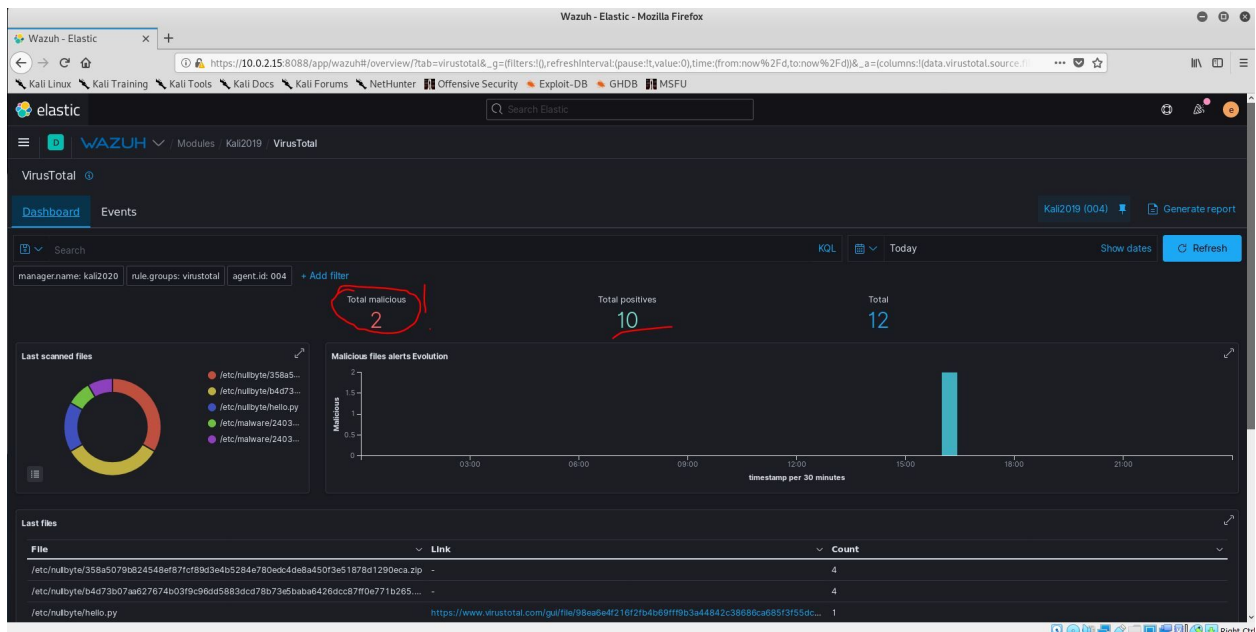 Wazuh - Elastic - Mozilla Firefox
Wazuh - Elastic
https://10.0.2.15:8088/app/wazuh#/overview/?tab=virustotal&_g=(filters:!(),refreshInterval:(pause:!t,value:0),time:(from:now%2Fd,to:now%2Fd))&_a=(columns:!(data.virustotal.source.f
Kali Linux Kali Training Kali Tools Kali Docs Kali Forums NetHunter Offensive Security Exploit-DB GHDB MSFU
elastic Search Elastic e
D WAZUH / Modules / Kali2019 / VirusTotal
VirusTotal
Dashboard Events Kali2019 (004) Generate report
Search KQL Today Show dates Refresh
manager.name: kali2020 rule.groups: virustotal agent.id: 004 + Add filter
Total malicious Total positives Total
2 10 12
Last scanned files
/etc/nullbyte/358a5...
/etc/nullbyte/b4d73...
/etc/nullbyte/hello.py
/etc/malware/2403...
/etc/malware/2403...
Malicious files alerts Evolution
2
1.5
1
0.5
0
Malicious
03:00 06:00 09:00 12:00 15:00 18:00 21:00
timestamp per 30 minutes
Last files
File Link Count
/etc/nullbyte/358a5079b824548ef87fcf89d3e4b5284e780edc4de8a450f3e51878d1290eca.zip - 4
/etc/nullbyte/b4d73b07aa627674b03f9c96dd5883dcd78b73e5baba6426dcc87ff0e771b265.... - 4
/etc/nullbyte/hello.py https://www.virustotal.com/gui/file/98ea6e4f216f2fb4b69fff9b3a44842c38686ca685f3f55dc... 1
Right Ctrl